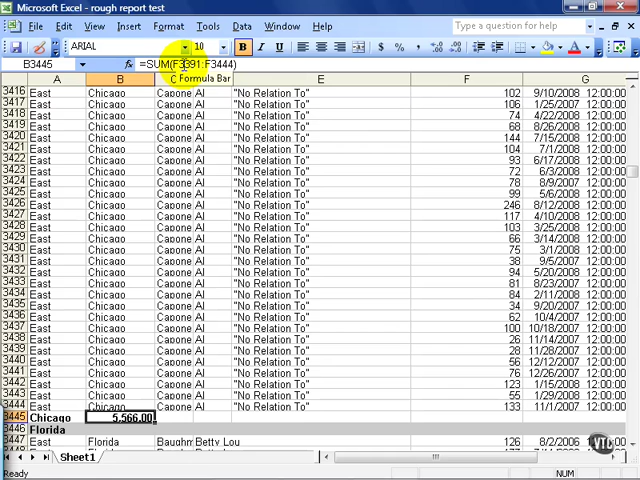 Microsoft Excel - rough report test
File Edit View Insert Format Tools Data Window Help Type a question for help
ARIAL 10 B I U $ % ,
B3445 fx =SUM(F3391:F3444)
Formula Bar
A B C E F G
3416 East Chicago Capone Al "No Relation To" 102 9/10/2008 12:00:00
3417 East Chicago Capone Al "No Relation To" 106 1/25/2007 12:00:00
3418 East Chicago Capone Al "No Relation To" 74 4/22/2008 12:00:00
3419 East Chicago Capone Al "No Relation To" 68 8/26/2008 12:00:00
3420 East Chicago Capone Al "No Relation To" 144 7/15/2008 12:00:00
3421 East Chicago Capone Al "No Relation To" 104 7/1/2008 12:00:00
3422 East Chicago Capone Al "No Relation To" 93 6/17/2008 12:00:00
3423 East Chicago Capone Al "No Relation To" 72 6/3/2008 12:00:00
3424 East Chicago Capone Al "No Relation To" 78 8/9/2007 12:00:00
3425 East Chicago Capone Al "No Relation To" 99 5/6/2008 12:00:00
3426 East Chicago Capone Al "No Relation To" 246 8/12/2008 12:00:00
3427 East Chicago Capone Al "No Relation To" 117 4/10/2008 12:00:00
3428 East Chicago Capone Al "No Relation To" 103 3/25/2008 12:00:00
3429 East Chicago Capone Al "No Relation To" 66 3/14/2008 12:00:00
3430 East Chicago Capone Al "No Relation To" 75 3/1/2008 12:00:00
3431 East Chicago Capone Al "No Relation To" 38 9/5/2007 12:00:00
3432 East Chicago Capone Al "No Relation To" 94 5/20/2008 12:00:00
3433 East Chicago Capone Al "No Relation To" 81 8/23/2007 12:00:00
3434 East Chicago Capone Al "No Relation To" 84 2/11/2008 12:00:00
3435 East Chicago Capone Al "No Relation To" 34 9/20/2007 12:00:00
3436 East Chicago Capone Al "No Relation To" 62 10/4/2007 12:00:00
3437 East Chicago Capone Al "No Relation To" 100 10/18/2007 12:00:00
3438 East Chicago Capone Al "No Relation To" 26 11/14/2007 12:00:00
3439 East Chicago Capone Al "No Relation To" 28 11/28/2007 12:00:00
3440 East Chicago Capone Al "No Relation To" 56 12/12/2007 12:00:00
3441 East Chicago Capone Al "No Relation To" 76 12/26/2007 12:00:00
3442 East Chicago Capone Al "No Relation To" 123 1/15/2008 12:00:00
3443 East Chicago Capone Al "No Relation To" 55 1/29/2008 12:00:00
3444 East Chicago Capone Al "No Relation To" 133 11/1/2007 12:00:00
3445 Chicago 5,566.00
3446 Florida
3447 East Florida Baughm Betty Lou 126 8/2/2006 12:00:00
Sheet1
Ready NUM
VTC